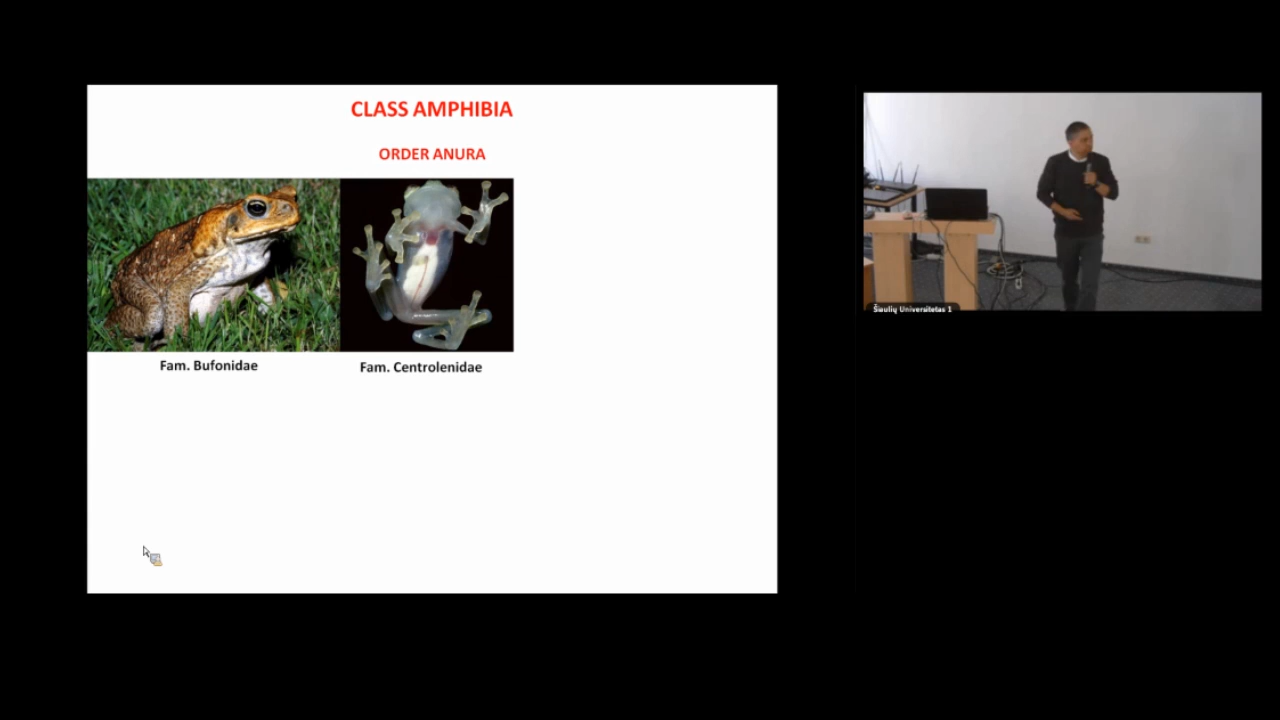 CLASS AMPHIBIA
ORDER ANURA
Fam. Bufonidae
Fam. Centrolenidae
Šiaulių Universitetas 1